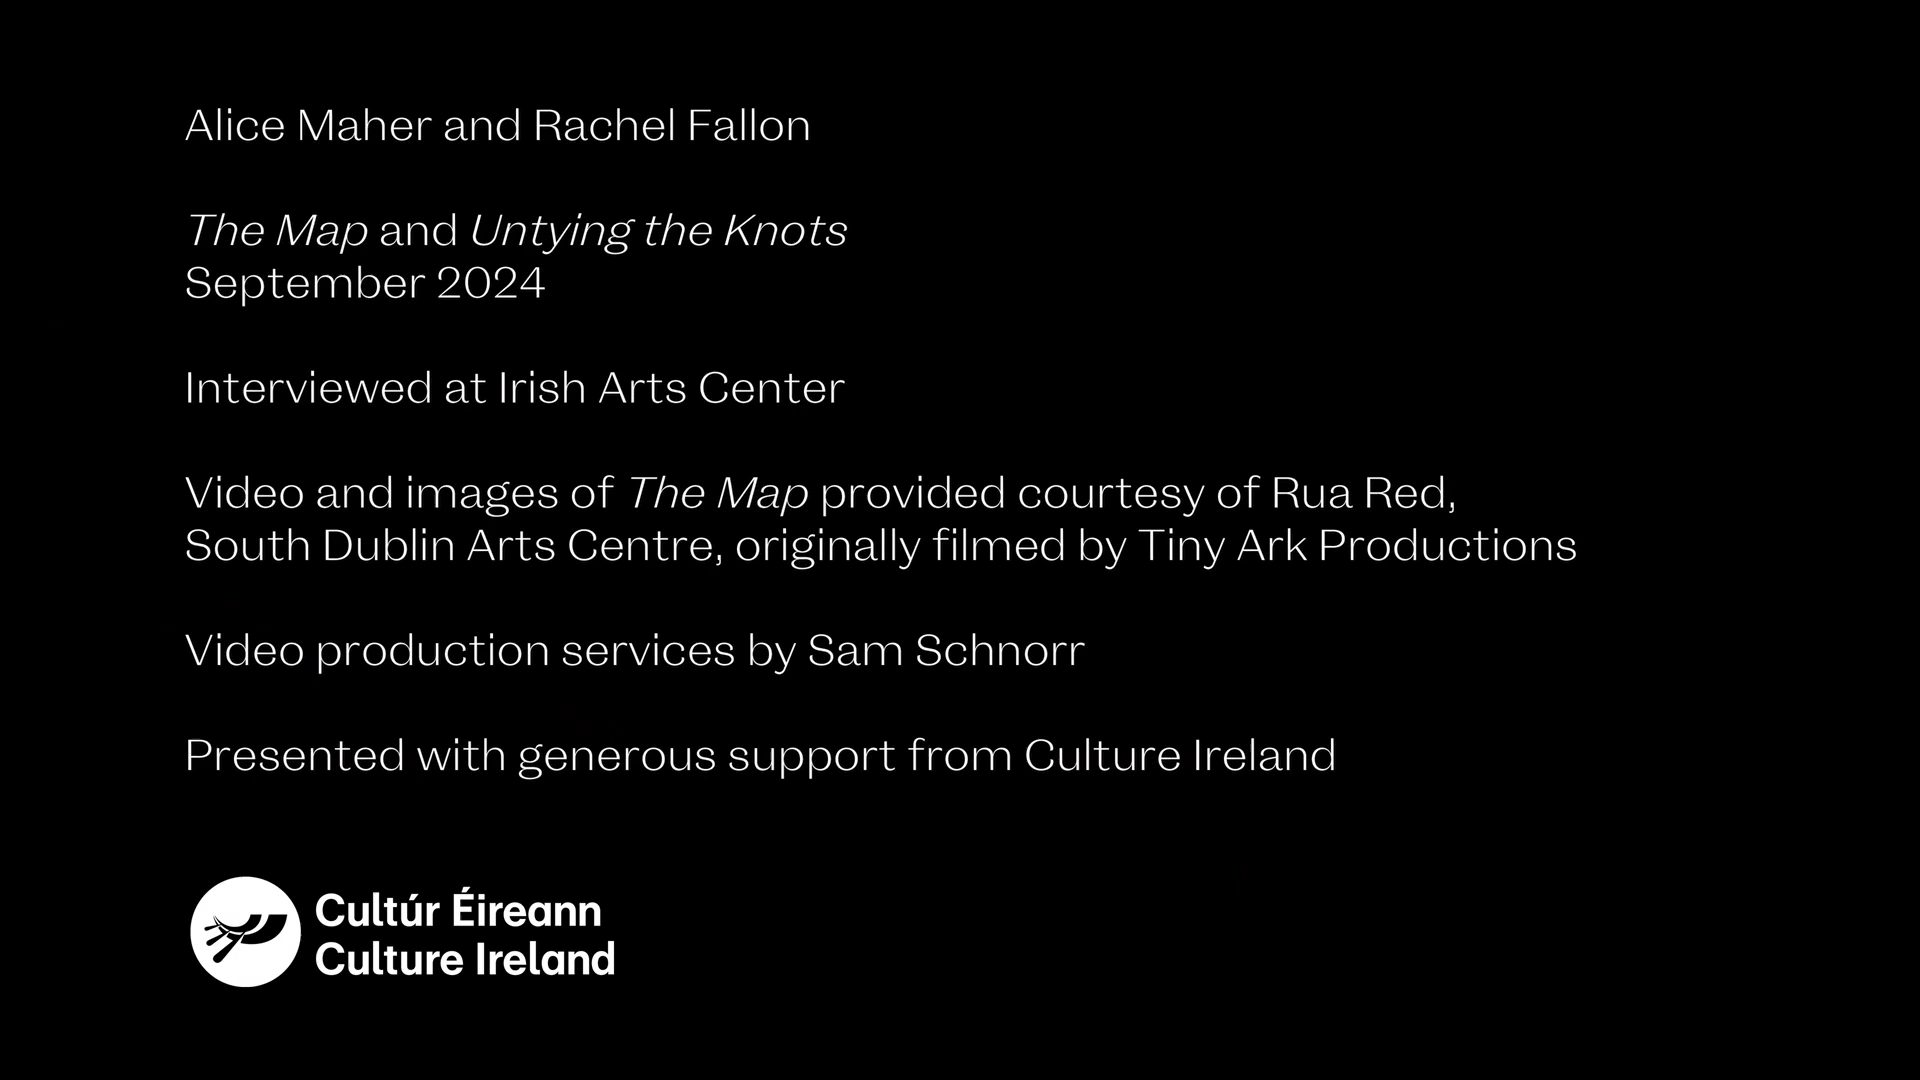 Alice Maher and Rachel Fallon
The Map and Untying the Knots
September 2024
Interviewed at Irish Arts Center
Video and images of The Map provided courtesy of Rua Red,
South Dublin Arts Centre, originally filmed by Tiny Ark Productions
Video production services by Sam Schnorr
Presented with generous support from Culture Ireland
Cultúr Éireann
Culture Ireland